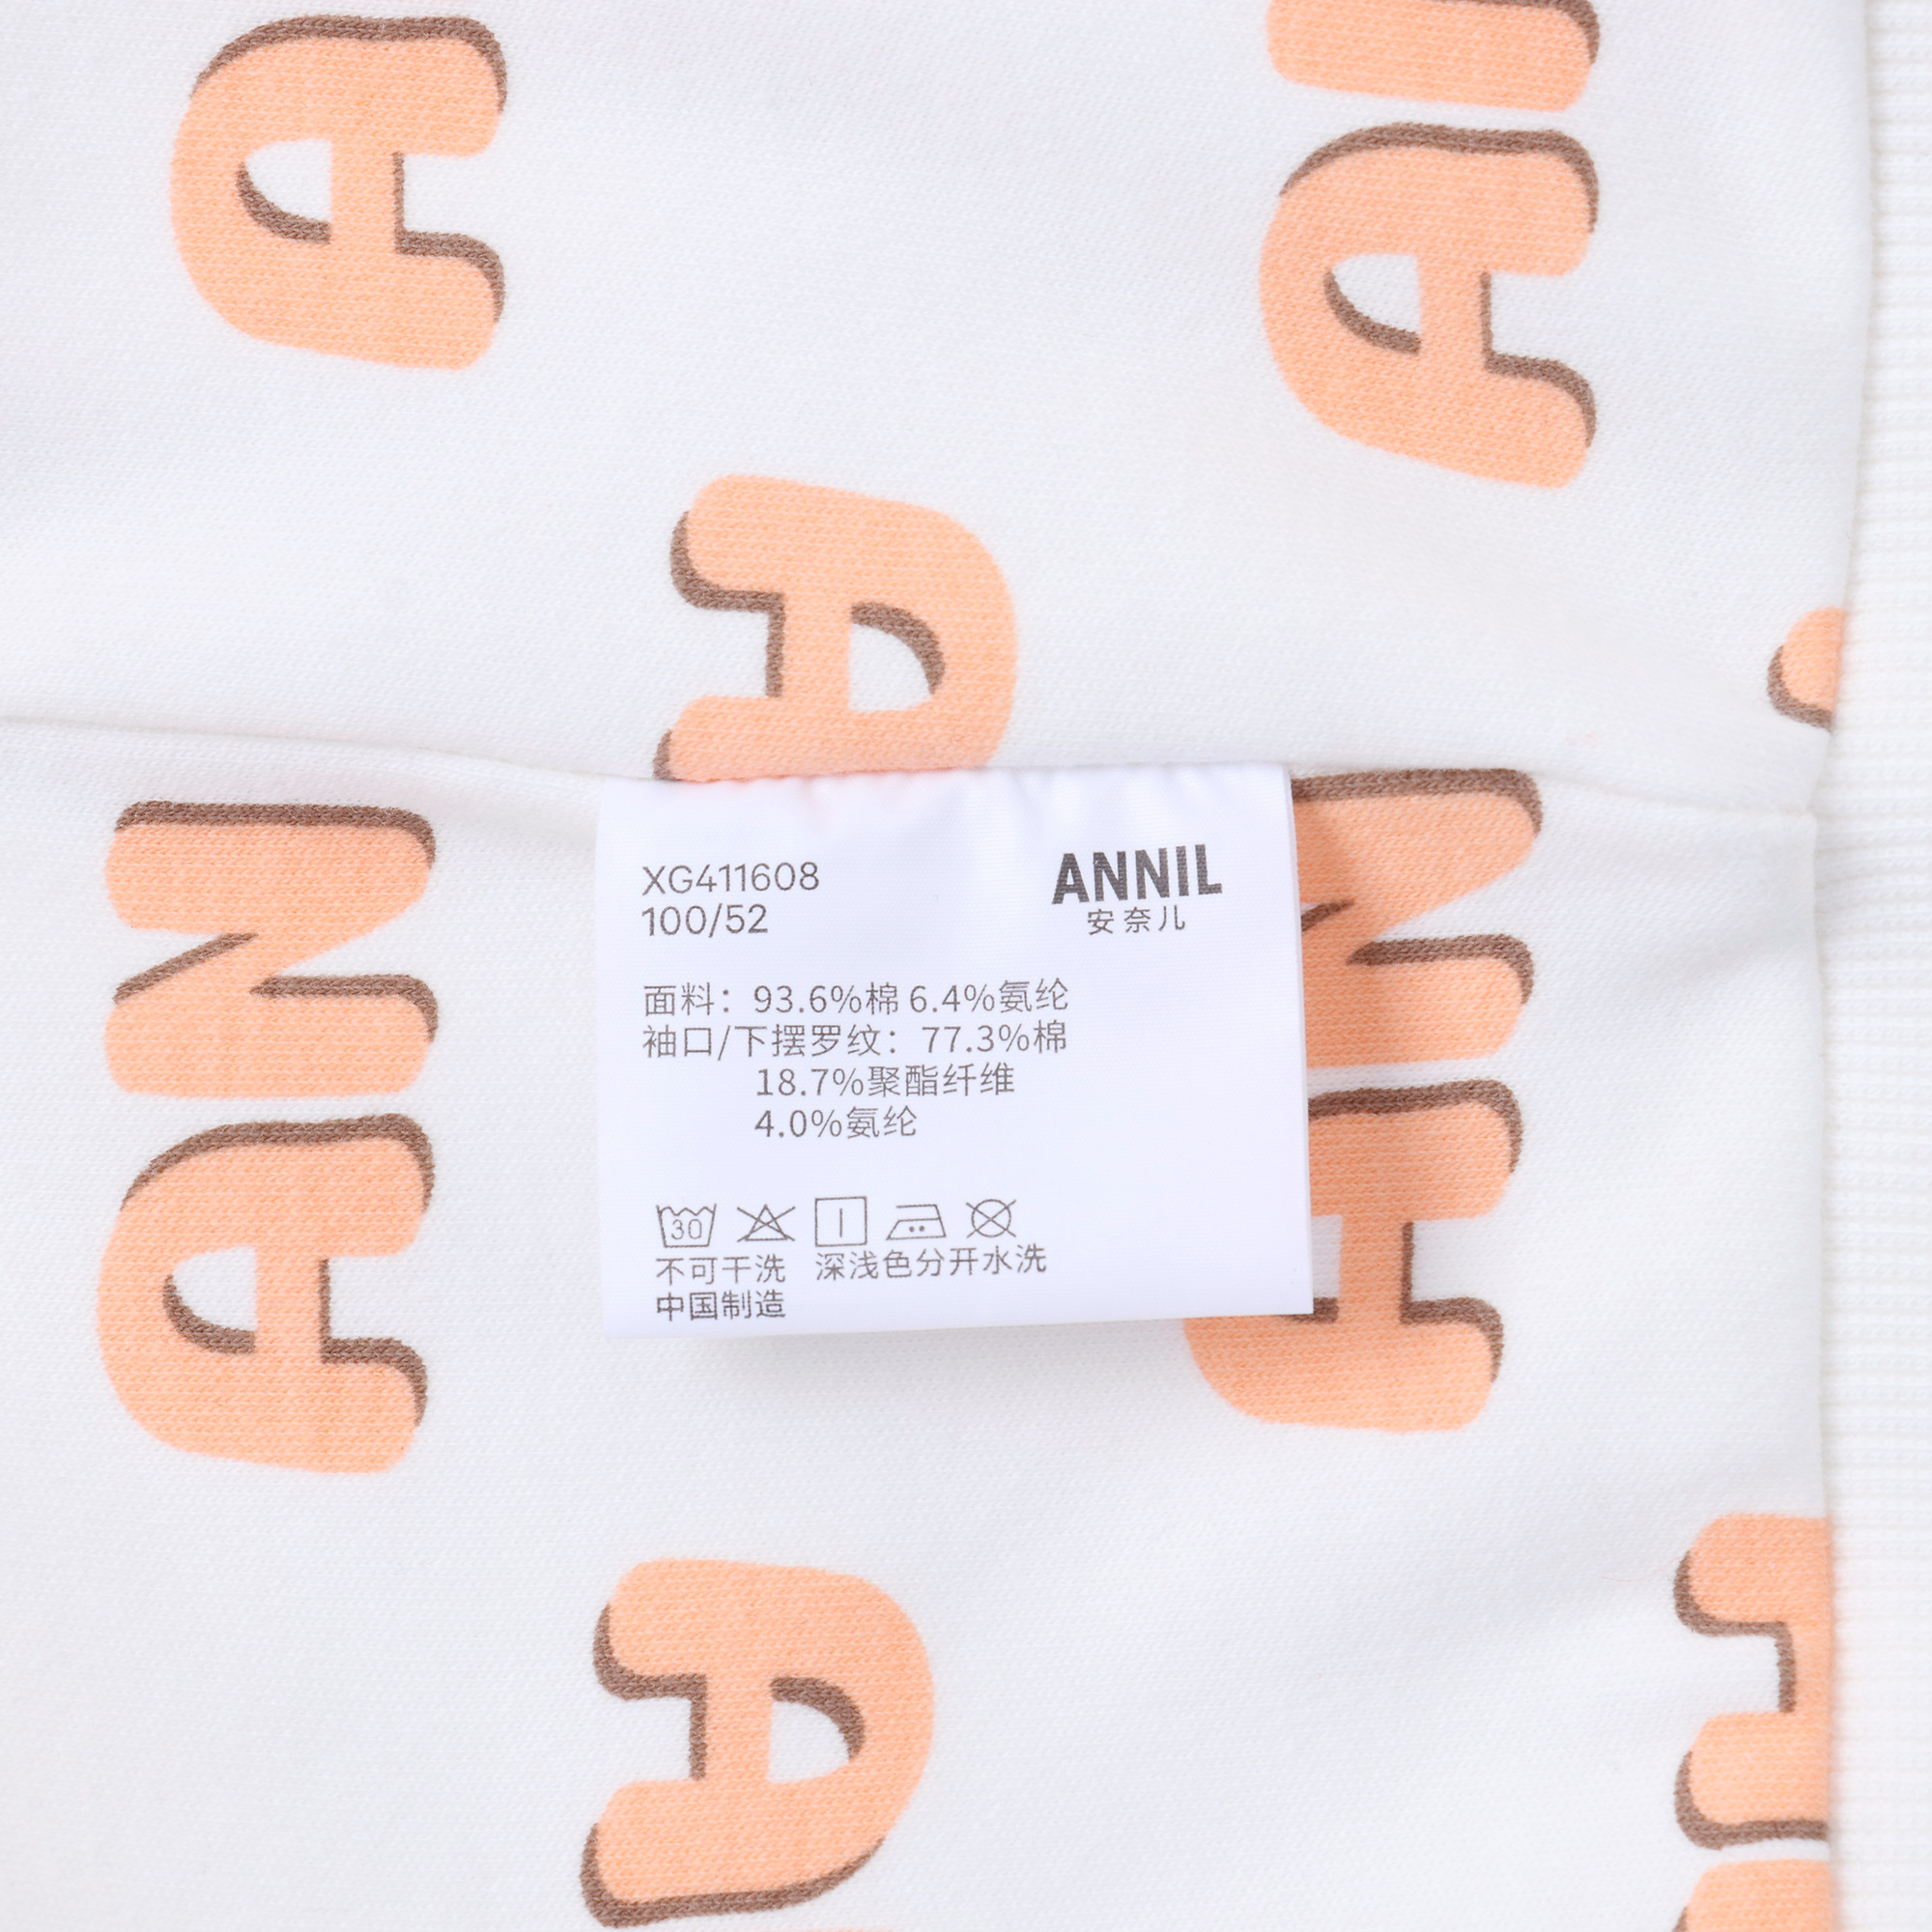 XG411608
100/52
ANNIL
安奈儿
面料：93.6%棉 6.4%氨纶
袖口/下摆罗纹：77.3%棉
18.7%聚酯纤维
4.0%氨纶
30
不可干洗 深浅色分开水洗
中国制造